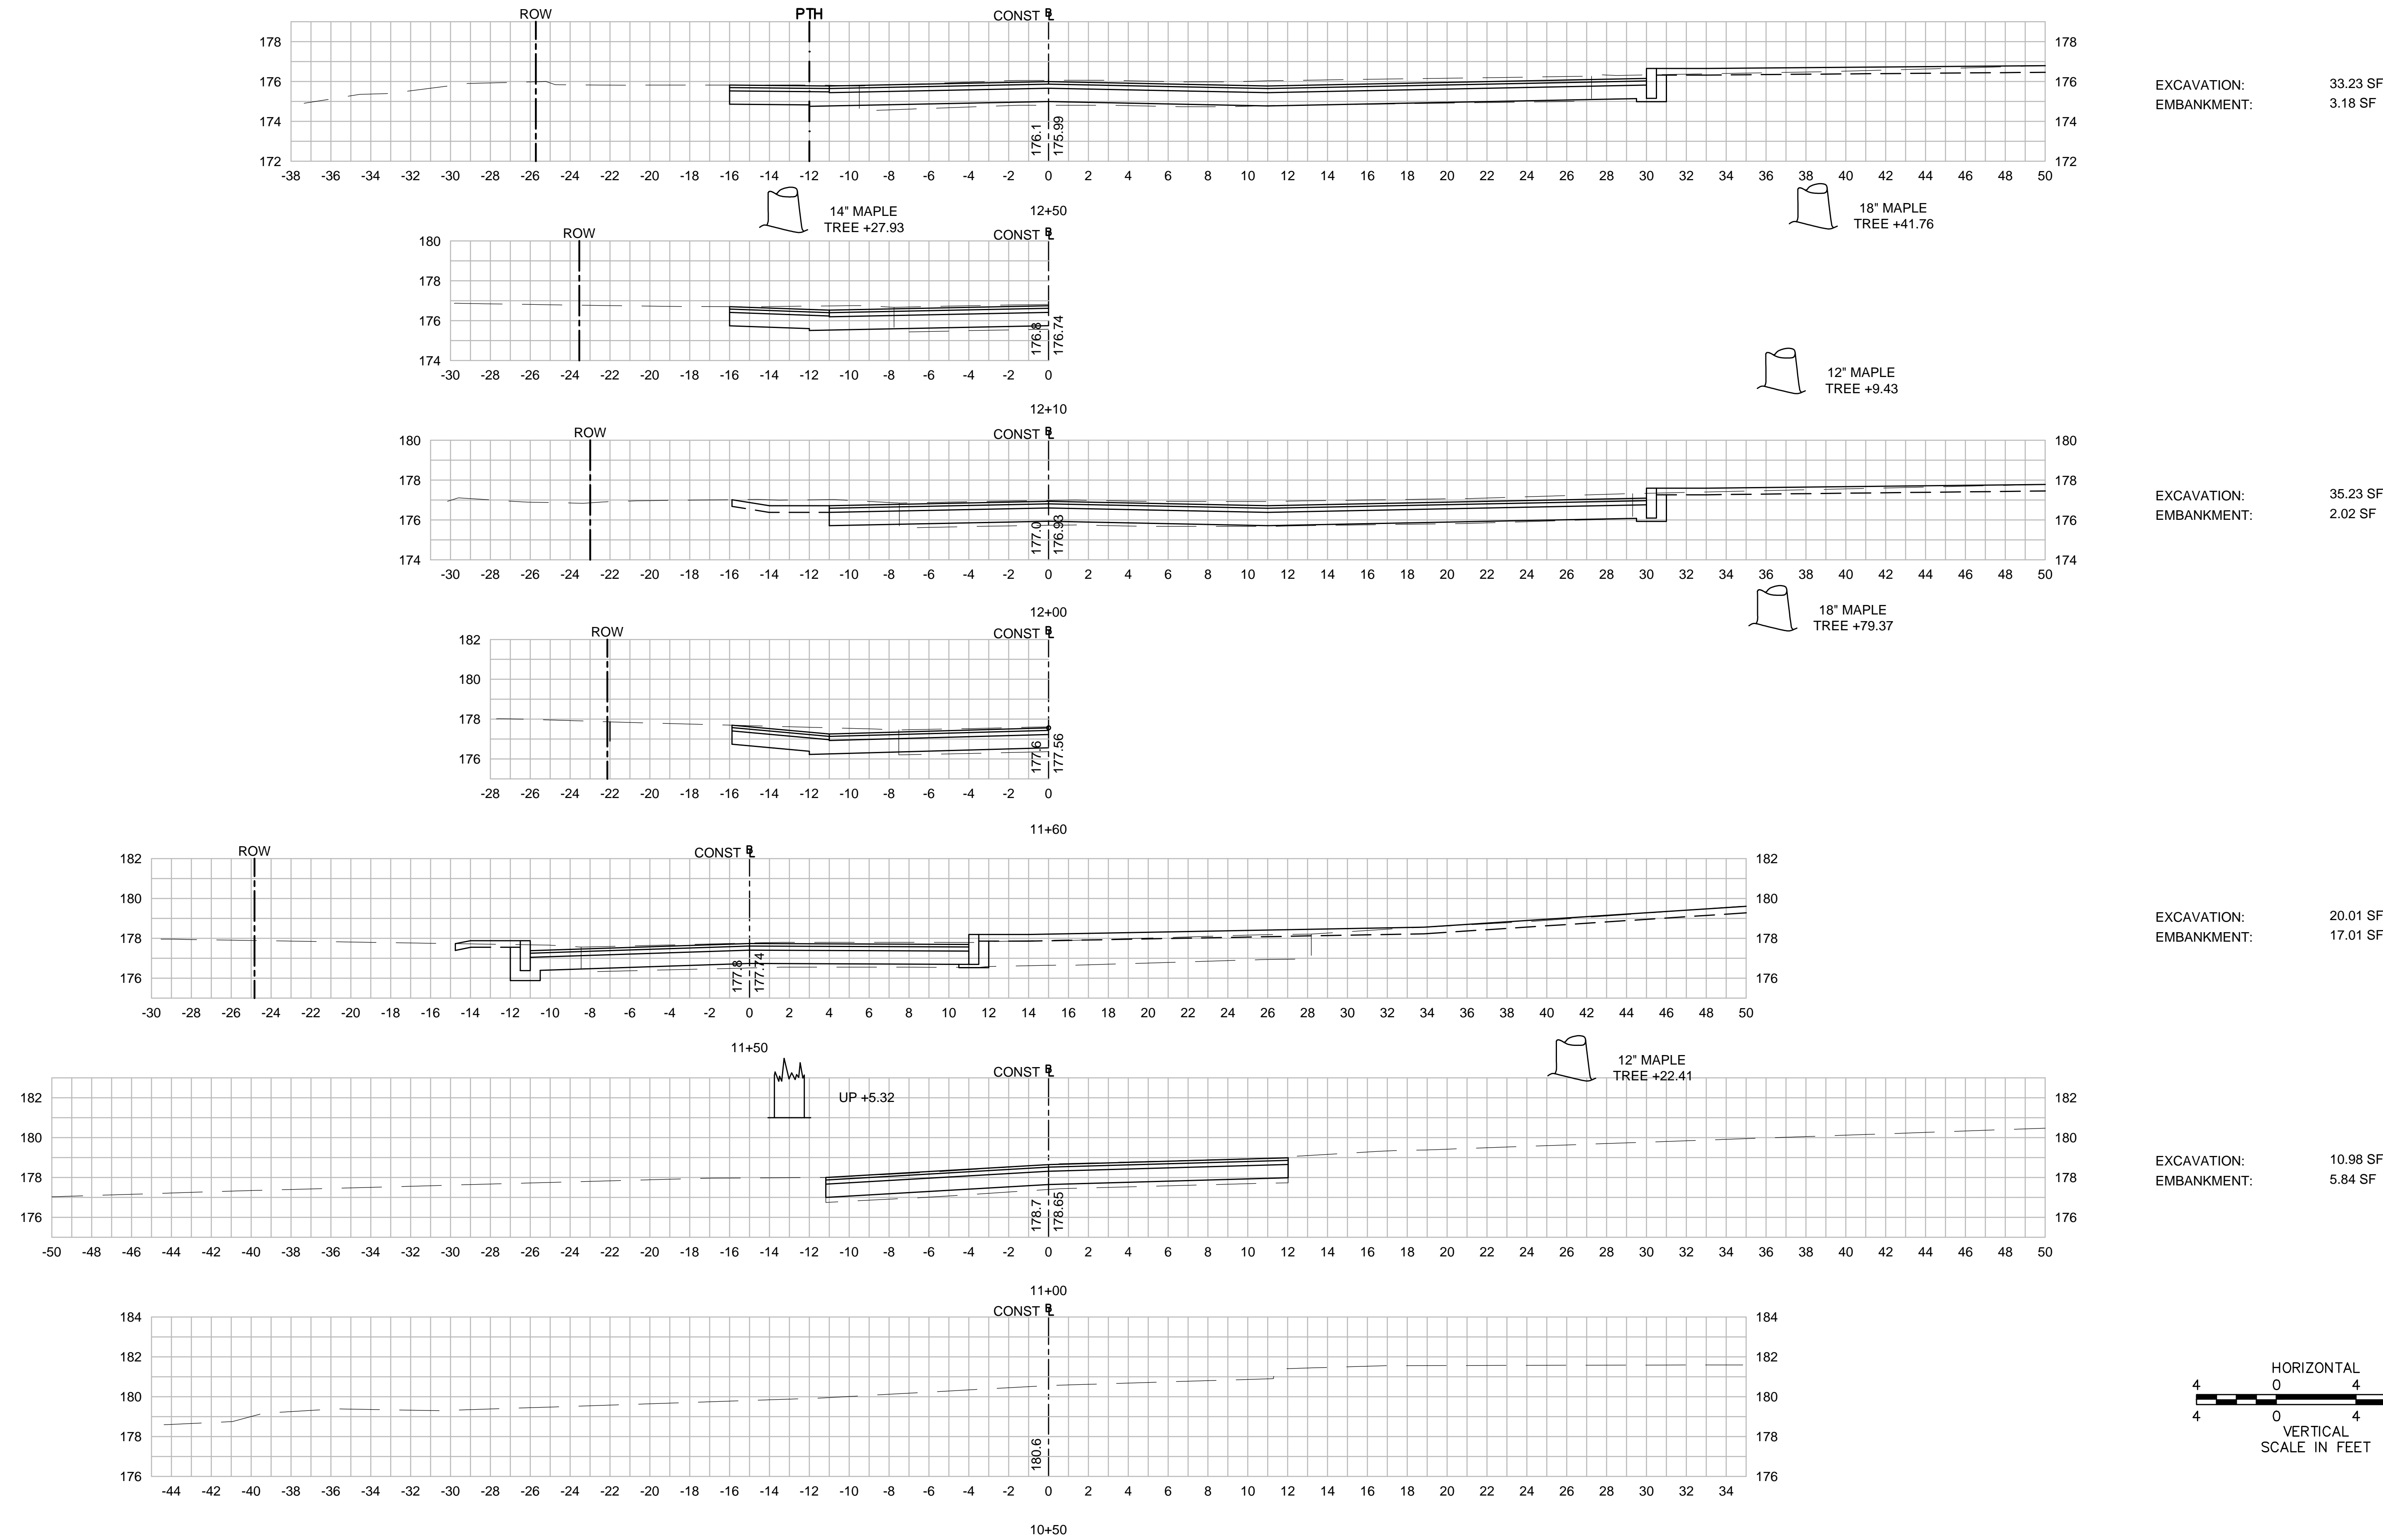 ROW PTH CONST BL
178 178
176 176
174 174
172 172
176.1 175.99
EXCAVATION: 33.23 SF
EMBANKMENT: 3.18 SF
-38 -36 -34 -32 -30 -28 -26 -24 -22 -20 -18 -16 -14 -12 -10 -8 -6 -4 -2 0 2 4 6 8 10 12 14 16 18 20 22 24 26 28 30 32 34 36 38 40 42 44 46 48 50
14" MAPLE
TREE +27.93
12+50
18" MAPLE
TREE +41.76
ROW CONST BL
180
178
176
174
176.8 176.74
-30 -28 -26 -24 -22 -20 -18 -16 -14 -12 -10 -8 -6 -4 -2 0
12" MAPLE
TREE +9.43
12+10
ROW CONST BL
180 180
178 178
176 176
174 174
177.0 176.93
EXCAVATION: 35.23 SF
EMBANKMENT: 2.02 SF
-30 -28 -26 -24 -22 -20 -18 -16 -14 -12 -10 -8 -6 -4 -2 0 2 4 6 8 10 12 14 16 18 20 22 24 26 28 30 32 34 36 38 40 42 44 46 48 50
12+00
18" MAPLE
TREE +79.37
ROW CONST BL
182
180
178
176
177.6 177.56
-28 -26 -24 -22 -20 -18 -16 -14 -12 -10 -8 -6 -4 -2 0
11+60
ROW CONST BL
182 182
180 180
178 178
176 176
177.8 177.74
EXCAVATION: 20.01 SF
EMBANKMENT: 17.01 SF
-30 -28 -26 -24 -22 -20 -18 -16 -14 -12 -10 -8 -6 -4 -2 0 2 4 6 8 10 12 14 16 18 20 22 24 26 28 30 32 34 36 38 40 42 44 46 48 50
11+50
12" MAPLE
TREE +22.41
CONST BL
UP +5.32
182 182
180 180
178 178
176 176
178.7 178.65
EXCAVATION: 10.98 SF
EMBANKMENT: 5.84 SF
-50 -48 -46 -44 -42 -40 -38 -36 -34 -32 -30 -28 -26 -24 -22 -20 -18 -16 -14 -12 -10 -8 -6 -4 -2 0 2 4 6 8 10 12 14 16 18 20 22 24 26 28 30 32 34 36 38 40 42 44 46 48 50
11+00
CONST BL
184 184
182 182
180 180
178 178
176 176
180.6
-44 -42 -40 -38 -36 -34 -32 -30 -28 -26 -24 -22 -20 -18 -16 -14 -12 -10 -8 -6 -4 -2 0 2 4 6 8 10 12 14 16 18 20 22 24 26 28 30 32 34
10+50
HORIZONTAL
4 0 4
4 0 4
VERTICAL
SCALE IN FEET